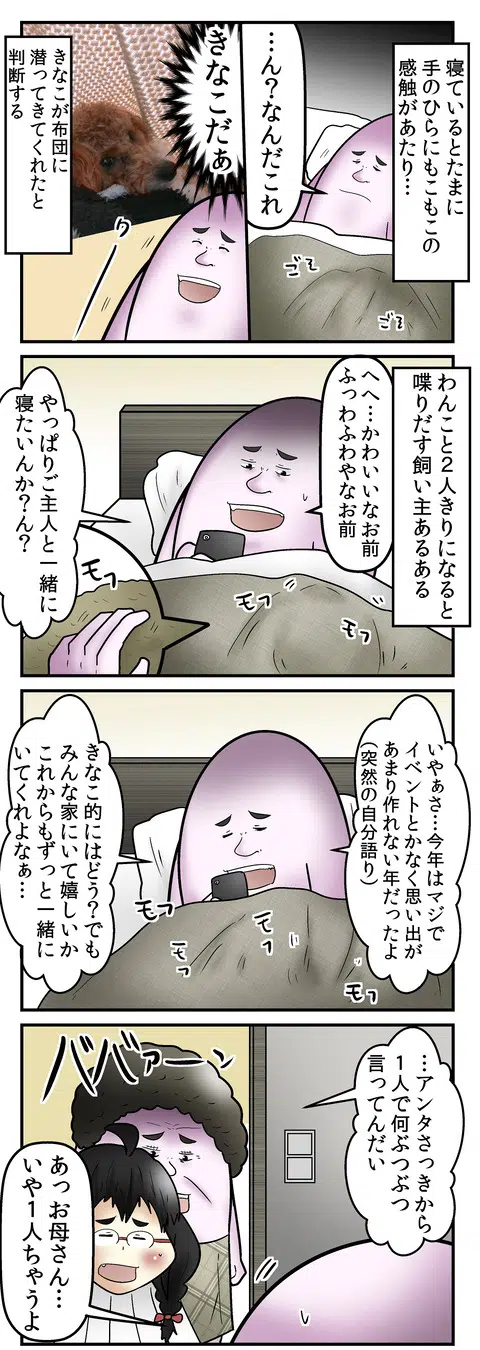 寝ているとたまに
手のひらにもこもこの
感触があたり…
…ん？なんだこれ
ごそ
ごそ
きなこだぁ
きなこが布団に
潜ってきてくれたと
判断する
わんこと２人きりになると
喋りだす飼い主あるある
へへ…かわいいなお前
ふっわふわやなお前
やっぱりご主人と一緒に
寝たいんか？ん？
モフ
モフ
モフ
いやぁさ…今年はマジで
イベントとかなく思い出が
あまり作れない年だったよ
（突然の自分語り）
きなこ的にはどう？でも
みんな家にいて嬉しいか
これからもずっと一緒に
いてくれよなぁ…
モフ
モフ
モフ
…アンタさっきから
１人で何ぶつぶつ
言ってんだい
ババァーン
あっお母さん…
いや１人ちゃうよ